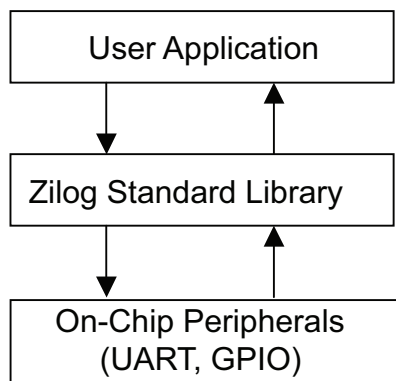 User Application
Zilog Standard Library
On-Chip Peripherals
(UART, GPIO)